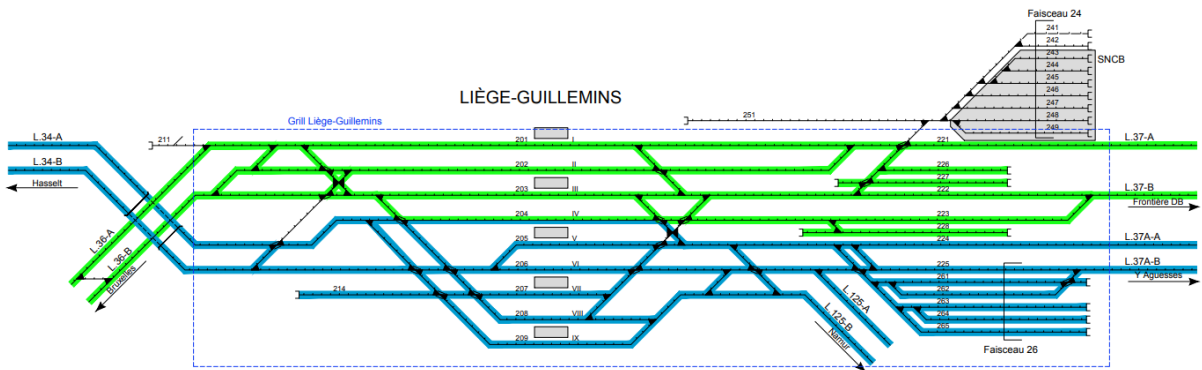 Faisceau 24
241
242
243
SNCB
244
245
246
LIÈGE-GUILLEMINS
247
251
248
Grill Liège-Guillemins
249
L.34-A
211
201
I
221
L.37-A
L.34-B
202
II
226
227
Hasselt
203
III
222
L.37-B
Frontière DB
204
IV
223
228
L.36-A
205
V
224
L.37A-A
L.36-B
206
VI
225
L.37A-B
Bruxelles
261
Y Aguesses
214
207
VII
262
L.125-A
263
208
VIII
264
L.125-B
265
209
IX
Namur
Faisceau 26